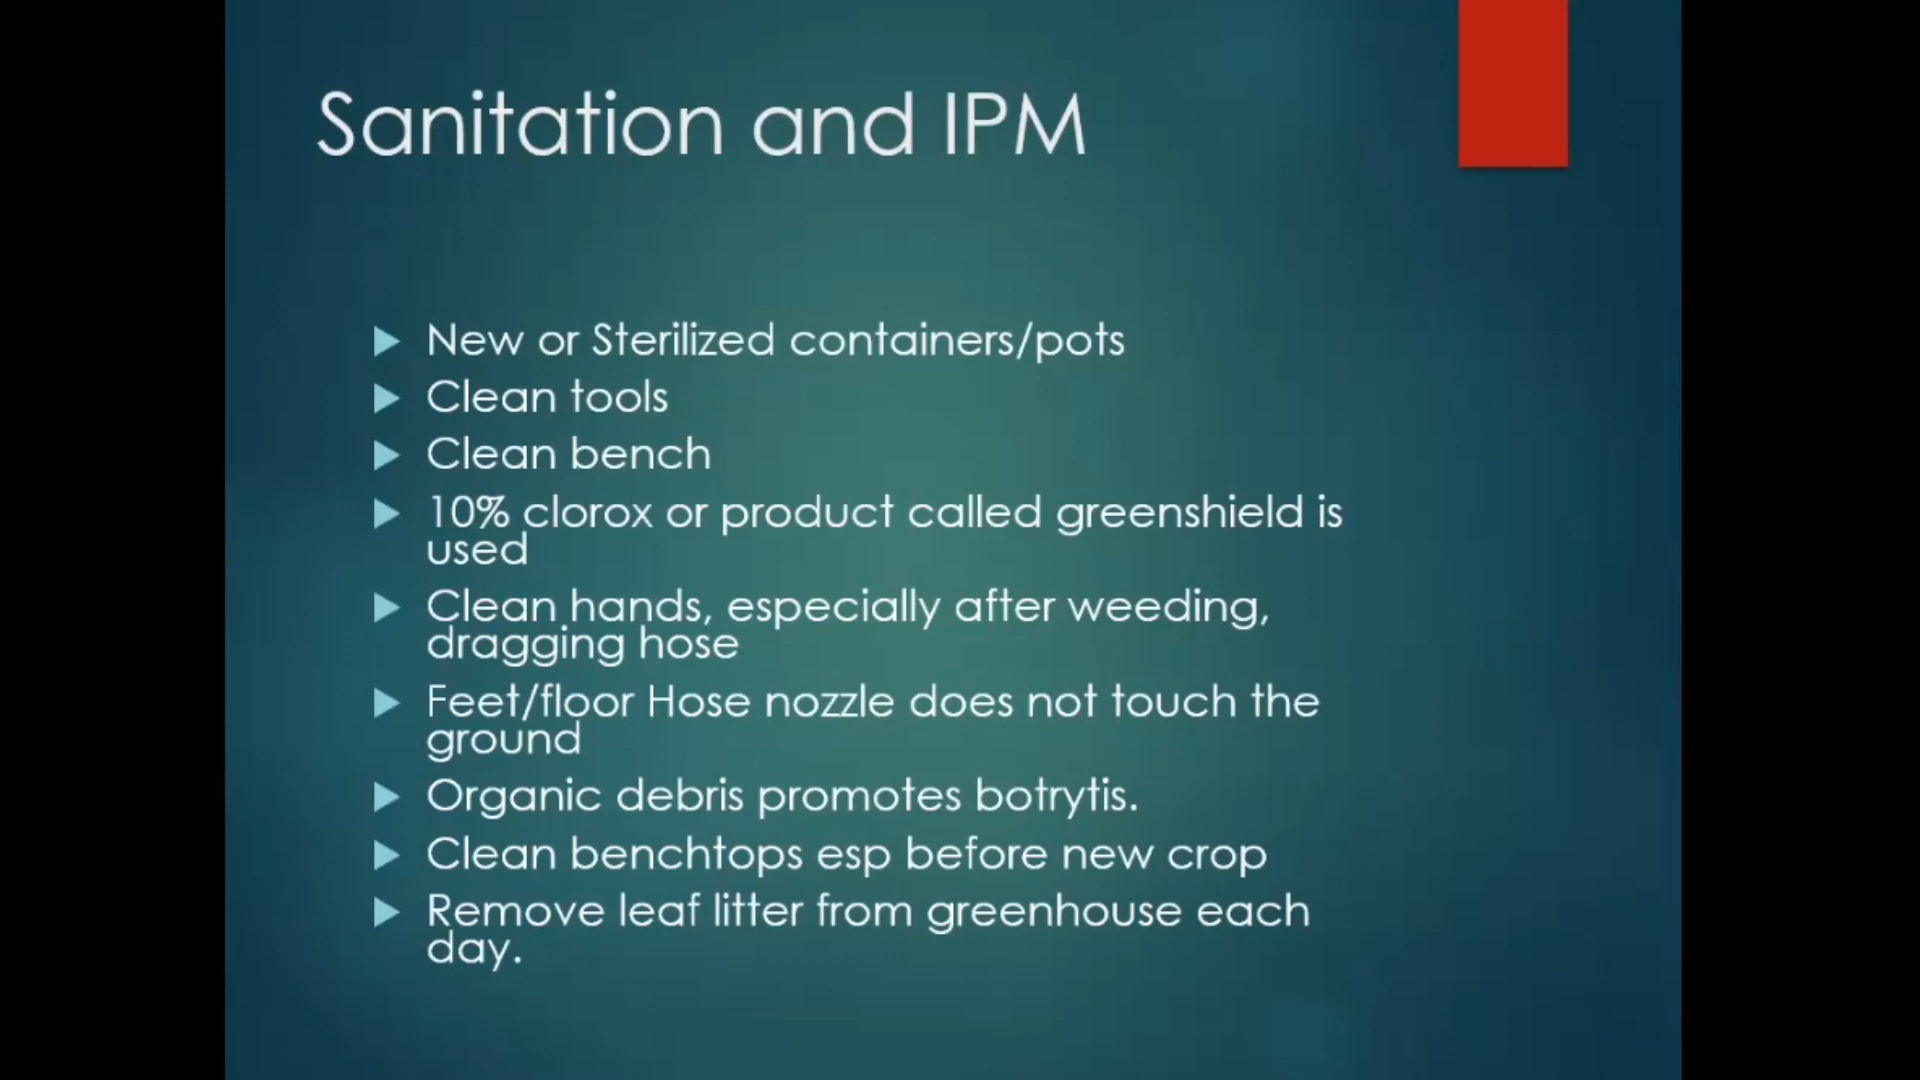 Sanitation and IPM
New or Sterilized containers/pots
Clean tools
Clean bench
10% clorox or product called greenshield is
used
Clean hands, especially after weeding,
dragging hose
Feet/floor Hose nozzle does not touch the
ground
Organic debris promotes botrytis.
Clean benchtops esp before new crop
Remove leaf litter from greenhouse each
day.